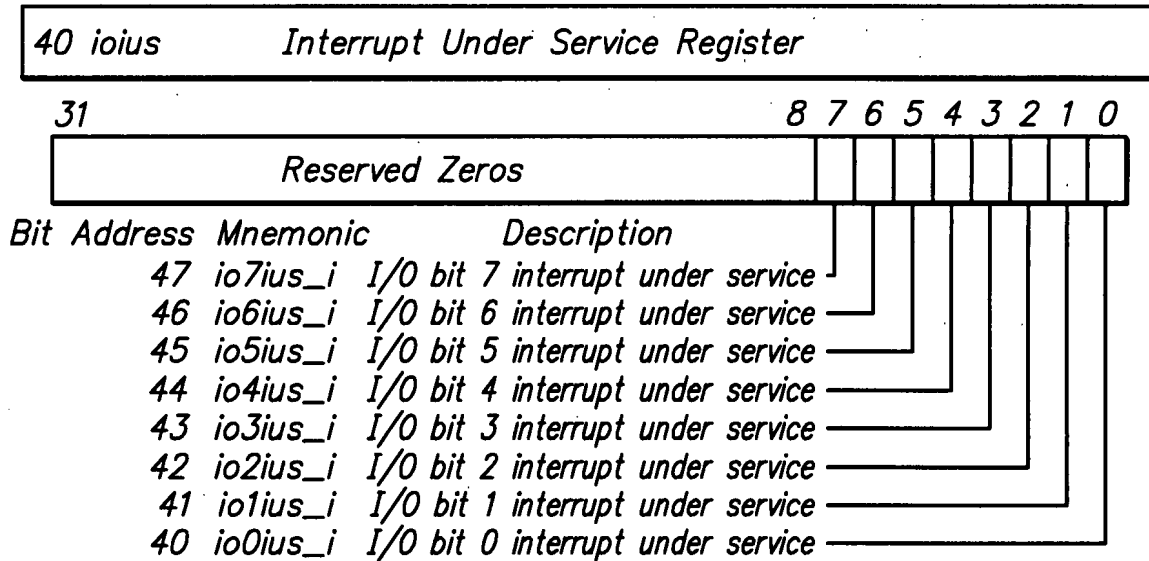 40 ioius Interrupt Under Service Register
31 8 7 6 5 4 3 2 1 0
Reserved Zeros
Bit Address Mnemonic Description
47 io7ius_i I/O bit 7 interrupt under service
46 io6ius_i I/O bit 6 interrupt under service
45 io5ius_i I/O bit 5 interrupt under service
44 io4ius_i I/O bit 4 interrupt under service
43 io3ius_i I/O bit 3 interrupt under service
42 io2ius_i I/O bit 2 interrupt under service
41 io1ius_i I/O bit 1 interrupt under service
40 io0ius_i I/O bit 0 interrupt under service